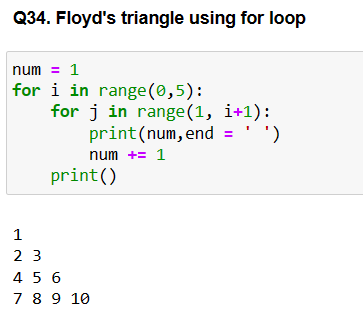 Q34. Floyd's triangle using for loop
num = 1
for i in range(0,5):
    for j in range(1, i+1):
        print(num,end = ' ')
        num += 1
    print()
1
2 3
4 5 6
7 8 9 10